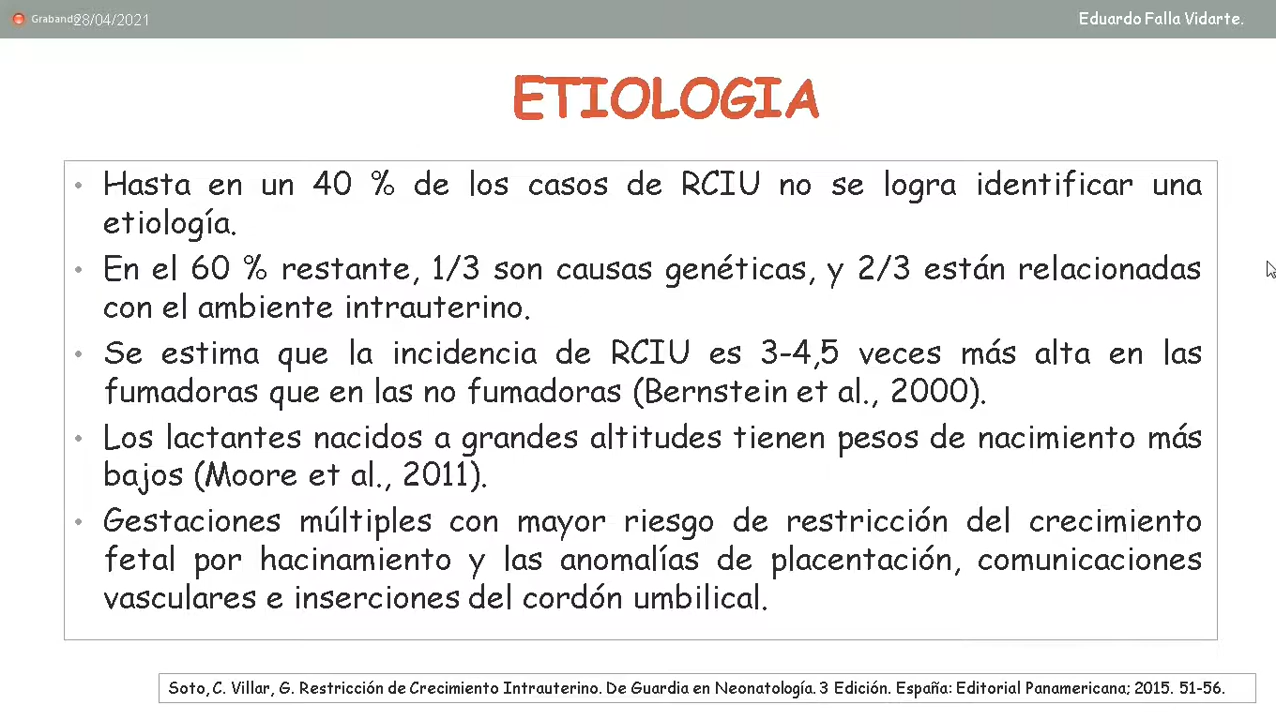 Graband 28/04/2021
Eduardo Falla Vidarte.
ETIOLOGIA
• Hasta en un 40 % de los casos de RCIU no se logra identificar una
etiología.
• En el 60 % restante, 1/3 son causas genéticas, y 2/3 están relacionadas
con el ambiente intrauterino.
• Se estima que la incidencia de RCIU es 3-4,5 veces más alta en las
fumadoras que en las no fumadoras (Bernstein et al., 2000).
• Los lactantes nacidos a grandes altitudes tienen pesos de nacimiento más
bajos (Moore et al., 2011).
• Gestaciones múltiples con mayor riesgo de restricción del crecimiento
fetal por hacinamiento y las anomalías de placentación, comunicaciones
vasculares e inserciones del cordón umbilical.
Soto, C. Villar, G. Restricción de Crecimiento Intrauterino. De Guardia en Neonatología. 3 Edición. España: Editorial Panamericana; 2015. 51-56.